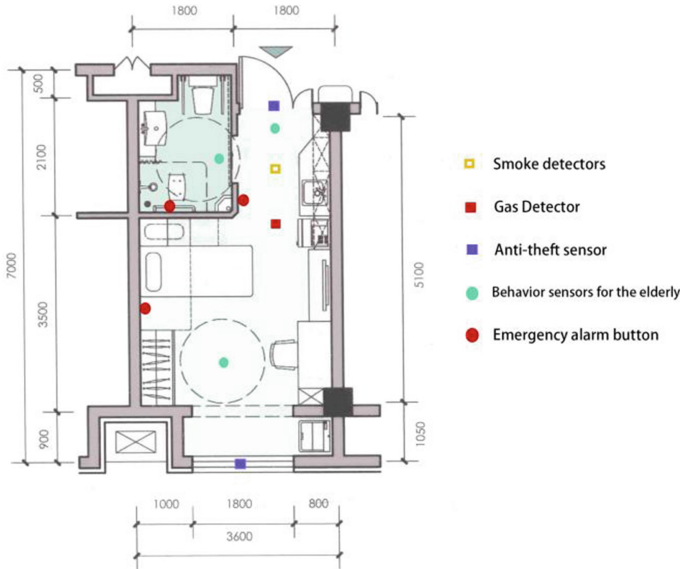 1800
1800
500
2100
7000
3500
900
5100
1050
Smoke detectors
Gas Detector
Anti-theft sensor
Behavior sensors for the elderly
Emergency alarm button
1000
1800
800
3600